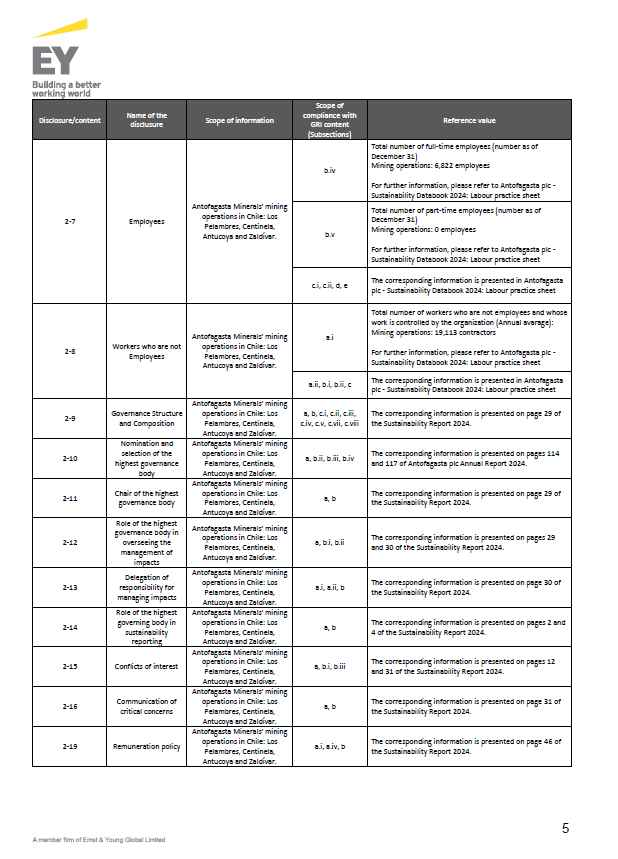 EY
Building a better
working world
Disclosure/content
Name of the
disclusure
Scope of information
Scope of
compliance with
GRI content
(Subsections)
Reference value
2-7
Employees
Antofagasta Minerals' mining
operations in Chile: Los
Pelambres, Centinela,
Antucoya and Zaldívar.
b.iv
Total number of full-time employees (number as of
December 31)
Mining operations: 6,822 employees
For further information, please refer to Antofagasta plc -
Sustainability Databook 2024: Labour practice sheet
b.v
Total number of part-time employees (number as of
December 31)
Mining operations: 0 employees
For further information, please refer to Antofagasta plc -
Sustainability Databook 2024: Labour practice sheet
c.i, c.ii, d, e
The corresponding information is presented in Antofagasta
plc - Sustainability Databook 2024: Labour practice sheet
2-8
Workers who are not
Employees
Antofagasta Minerals' mining
operations in Chile: Los
Pelambres, Centinela,
Antucoya and Zaldívar.
a.i
Total number of workers who are not employees and whose
work is controlled by the organization (Annual avarage):
Mining operations: 19,113 contractors
For further information, please refer to Antofagasta plc -
Sustainability Databook 2024: Labour practice sheet
a.ii, b.i, b.ii, c
The corresponding information is presented in Antofagasta
plc - Sustainability Databook 2024: Labour practice sheet
2-9
Governance Structure
and Composition
Antofagasta Minerals' mining
operations in Chile: Los
Pelambres, Centinela,
Antucoya and Zaldívar.
a, b, c.i, c.ii, c.iii,
c.iv, c.v, c.vii, c.viii
The corresponding information is presented on page 29 of
the Sustainability Report 2024.
2-10
Nomination and
selection of the
highest governance
body
Antofagasta Minerals' mining
operations in Chile: Los
Pelambres, Centinela,
Antucoya and Zaldívar.
a, b.ii, b.iii, b.iv
The corresponding information is presented on pages 114
and 117 of Antofagasta plc Annual Report 2024.
2-11
Chair of the highest
governance body
Antofagasta Minerals' mining
operations in Chile: Los
Pelambres, Centinela,
Antucoya and Zaldívar.
a, b
The corresponding information is presented on page 29 of
the Sustainability Report 2024.
2-12
Role of the highest
governance body in
overseeing the
management of
impacts
Antofagasta Minerals' mining
operations in Chile: Los
Pelambres, Centinela,
Antucoya and Zaldívar.
a, b.i, b.ii
The corresponding information is presented on pages 29
and 30 of the Sustainability Report 2024.
2-13
Delegation of
responsibility for
managing impacts
Antofagasta Minerals' mining
operations in Chile: Los
Pelambres, Centinela,
Antucoya and Zaldívar.
a.i, a.ii, b
The corresponding information is presented on page 30 of
the Sustainability Report 2024.
2-14
Role of the highest
governing body in
sustainability
reporting
Antofagasta Minerals' mining
operations in Chile: Los
Pelambres, Centinela,
Antucoya and Zaldívar.
a, b
The corresponding information is presented on pages 2 and
4 of the Sustainability Report 2024.
2-15
Conflicts of interest
Antofagasta Minerals' mining
operations in Chile: Los
Pelambres, Centinela,
Antucoya and Zaldívar.
a, b.i, b.iii
The corresponding information is presented on pages 12
and 31 of the Sustainability Report 2024.
2-16
Communication of
critical concerns
Antofagasta Minerals' mining
operations in Chile: Los
Pelambres, Centinela,
Antucoya and Zaldívar.
a, b
The corresponding information is presented on page 31 of
the Sustainability Report 2024.
2-19
Remuneration policy
Antofagasta Minerals' mining
operations in Chile: Los
Pelambres, Centinela,
Antucoya and Zaldívar.
a.i, a.iv, b
The corresponding information is presented on page 46 of
the Sustainability Report 2024.
5
A member firm of Ernst & Young Global Limited